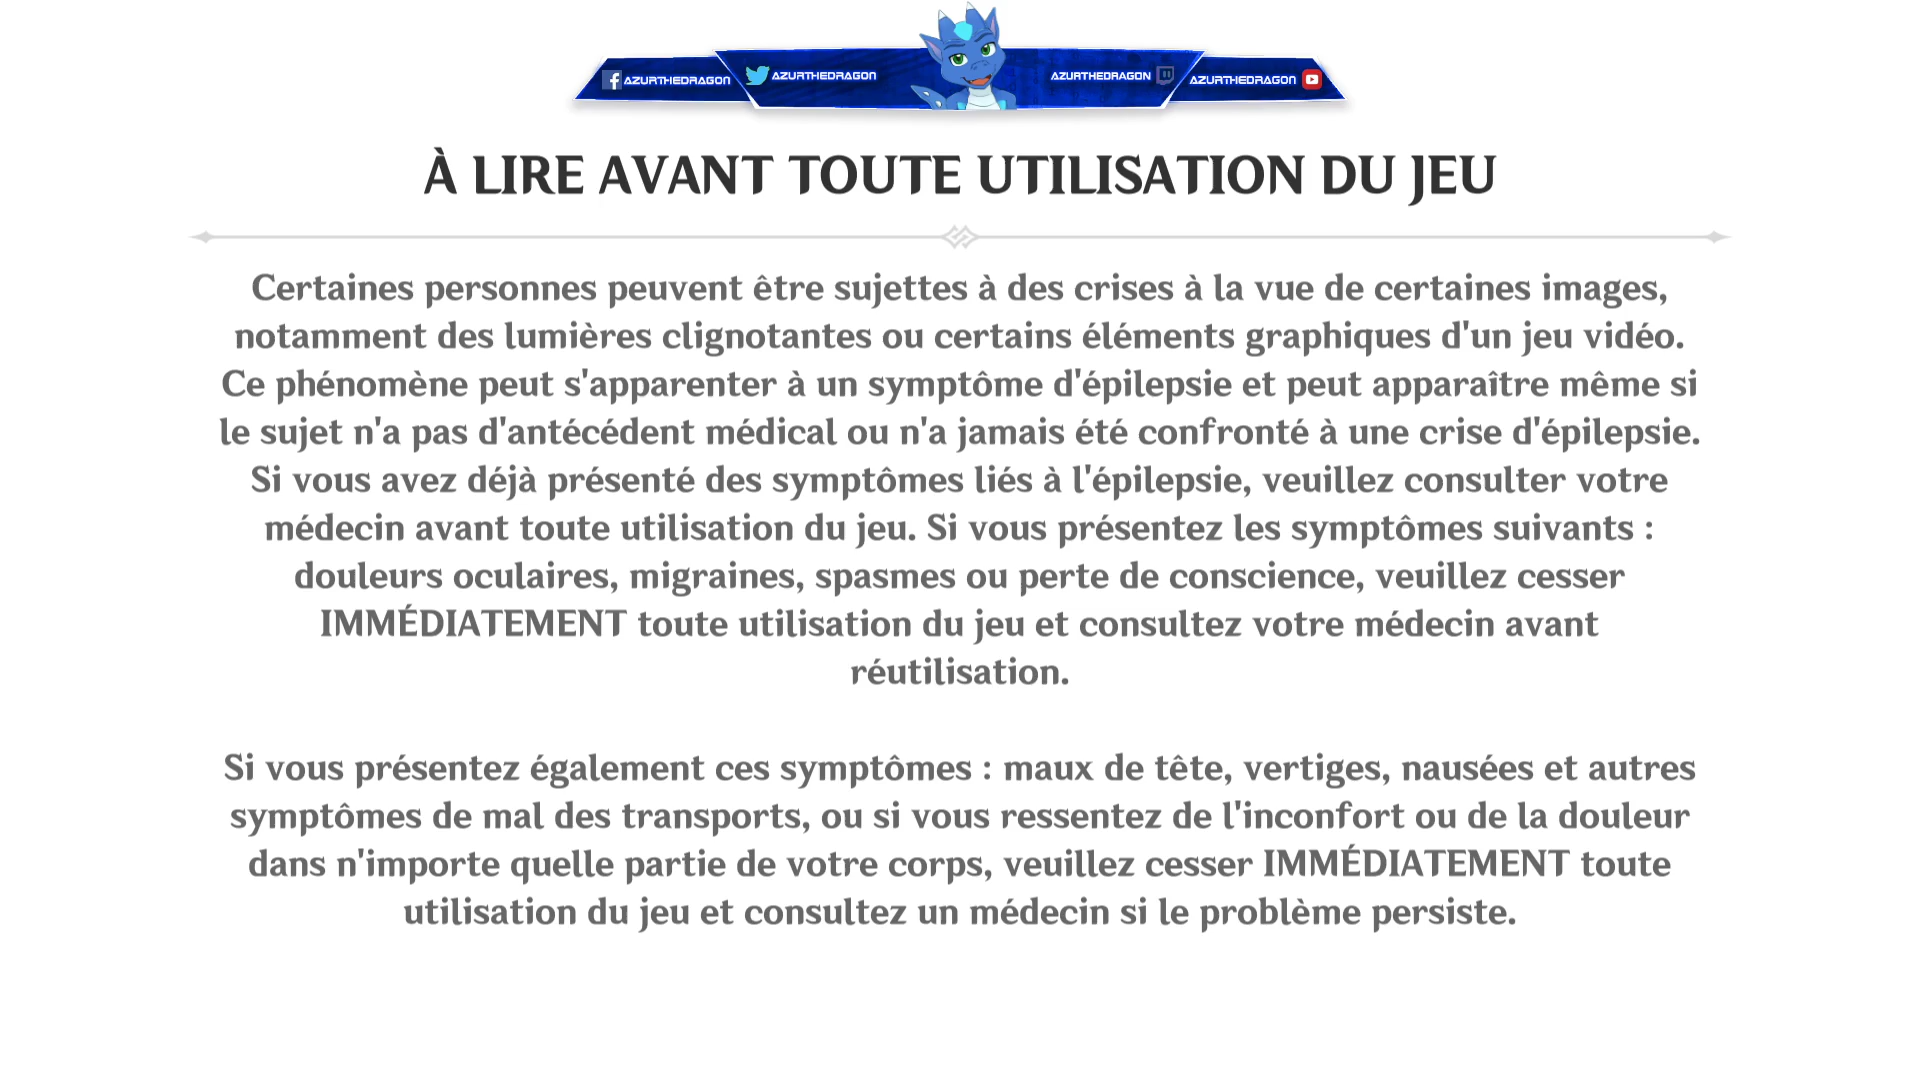 AZURTHEDRAGON AZURTHEDRAGON AZURTHEDRAGON AZURTHEDRAGON
À LIRE AVANT TOUTE UTILISATION DU JEU
Certaines personnes peuvent être sujettes à des crises à la vue de certaines images,
notamment des lumières clignotantes ou certains éléments graphiques d'un jeu vidéo.
Ce phénomène peut s'apparenter à un symptôme d'épilepsie et peut apparaître même si
le sujet n'a pas d'antécédent médical ou n'a jamais été confronté à une crise d'épilepsie.
Si vous avez déjà présenté des symptômes liés à l'épilepsie, veuillez consulter votre
médecin avant toute utilisation du jeu. Si vous présentez les symptômes suivants :
douleurs oculaires, migraines, spasmes ou perte de conscience, veuillez cesser
IMMÉDIATEMENT toute utilisation du jeu et consultez votre médecin avant
réutilisation.
Si vous présentez également ces symptômes : maux de tête, vertiges, nausées et autres
symptômes de mal des transports, ou si vous ressentez de l'inconfort ou de la douleur
dans n'importe quelle partie de votre corps, veuillez cesser IMMÉDIATEMENT toute
utilisation du jeu et consultez un médecin si le problème persiste.